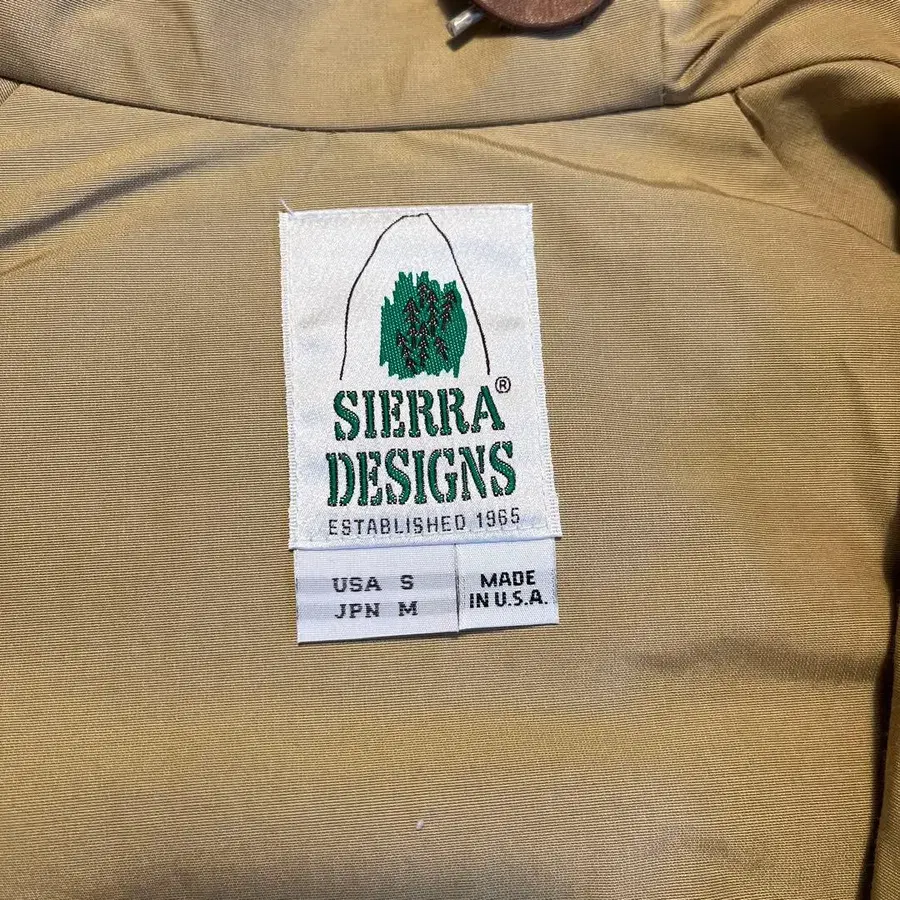 SIERRA®
DESIGNS
ESTABLISHED 1965
USA S
JPN M
MADE
IN U.S.A.